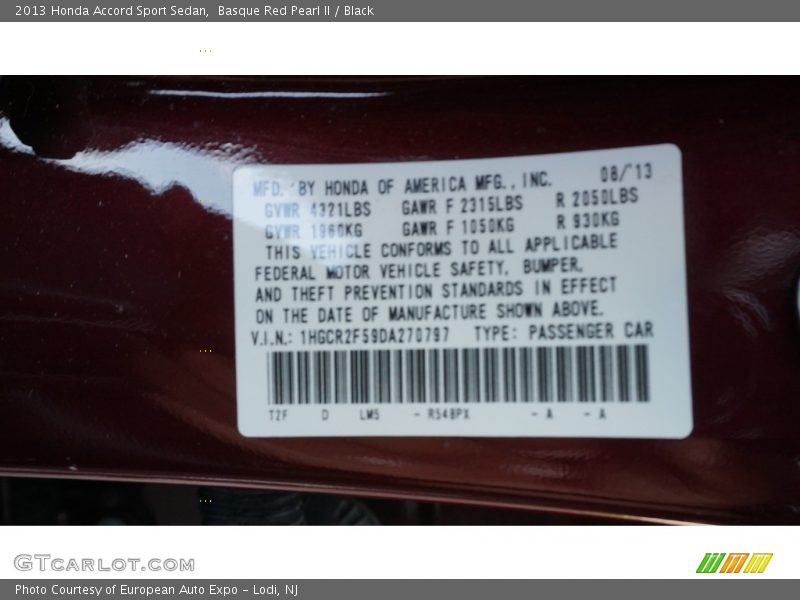 2013 Honda Accord Sport Sedan,  Basque Red Pearl II / Black
MFD. BY HONDA OF AMERICA MFG., INC. 08/'13
GVWR 4321LBS GAWR F 2315LBS R 2050LBS
GVWR 1960KG GAWR F 1050KG R 930KG
THIS VEHICLE CONFORMS TO ALL APPLICABLE
FEDERAL MOTOR VEHICLE SAFETY, BUMPER,
AND THEFT PREVENTION STANDARDS IN EFFECT
ON THE DATE OF MANUFACTURE SHOWN ABOVE.
V.I.N.: 1HGCR2F59DA270797 TYPE: PASSENGER CAR
T2F D LM5 - R548PX - A - A
GTCARLOT.COM
Photo Courtesy of European Auto Expo - Lodi, NJ